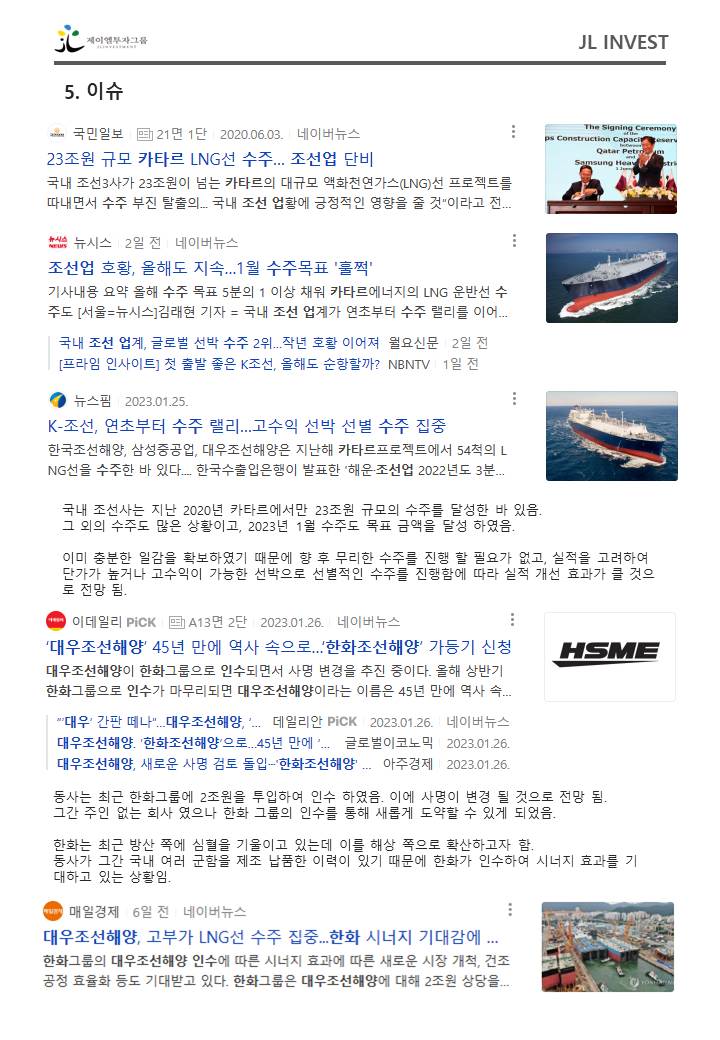 제이엘투자그룹
JLINVESTMENT
JL INVEST
5. 이슈
국민일보 21면 1단 2020.06.03. 네이버뉴스
23조원 규모 카타르 LNG선 수주... 조선업 단비
국내 조선3사가 23조원이 넘는 카타르의 대규모 액화천연가스(LNG)선 프로젝트를
따내면서 수주 부진 탈출의... 국내 조선 업황에 긍정적인 영향을 줄 것"이라고 전...
The Signing Ceremony
of the
ps Construction Capacity Reserv
between
Qatar Petroleum
and
Samsung Heavy Industri
뉴시스 2일 전 네이버뉴스
조선업 호황, 올해도 지속...1월 수주목표 '훌쩍'
기사내용 요약 올해 수주 목표 5분의 1 이상 채워 카타르에너지의 LNG 운반선 수
주도 [서울=뉴시스]김래현 기자 = 국내 조선 업계가 연초부터 수주 랠리를 이어...
국내 조선 업계, 글로벌 선박 수주 2위...작년 호황 이어져 월요신문 2일 전
[프라임 인사이트] 첫 출발 좋은 K조선, 올해도 순항할까? NBNTV 1일 전
뉴스핌 2023.01.25.
K-조선, 연초부터 수주 랠리...고수익 선박 선별 수주 집중
한국조선해양, 삼성중공업, 대우조선해양은 지난해 카타르프로젝트에서 54척의 L
NG선을 수주한 바 있다.... 한국수출입은행이 발표한 '해운·조선업 2022년도 3분...
국내 조선사는 지난 2020년 카타르에서만 23조원 규모의 수주를 달성한 바 있음.
그 외의 수주도 많은 상황이고, 2023년 1월 수주도 목표 금액을 달성 하였음.
이미 충분한 일감을 확보하였기 때문에 향 후 무리한 수주를 진행 할 필요가 없고, 실적을 고려하여
단가가 높거나 고수익이 가능한 선박으로 선별적인 수주를 진행함에 따라 실적 개선 효과가 클 것으
로 전망 됨.
이데일리 PiCK A13면 2단 2023.01.26. 네이버뉴스
'대우조선해양' 45년 만에 역사 속으로...'한화조선해양' 가등기 신청
대우조선해양이 한화그룹으로 인수되면서 사명 변경을 추진 중이다. 올해 상반기
한화그룹으로 인수가 마무리되면 대우조선해양이라는 이름은 45년 만에 역사 속...
HSME
"'대우' 간판 떼나"...대우조선해양, '... 데일리안 PiCK 2023.01.26. 네이버뉴스
대우조선해양. '한화조선해양'으로...45년 만에 '... 글로벌이코노믹 2023.01.26.
대우조선해양, 새로운 사명 검토 돌입…'한화조선해양' ... 아주경제 2023.01.26.
동사는 최근 한화그룹에 2조원을 투입하여 인수 하였음. 이에 사명이 변경 될 것으로 전망 됨.
그간 주인 없는 회사 였으나 한화 그룹의 인수를 통해 새롭게 도약할 수 있게 되었음.
한화는 최근 방산 쪽에 심혈을 기울이고 있는데 이를 해상 쪽으로 확산하고자 함.
동사가 그간 국내 여러 군함을 제조 납품한 이력이 있기 때문에 한화가 인수하여 시너지 효과를 기
대하고 있는 상황임.
매일경제 6일 전 네이버뉴스
대우조선해양, 고부가 LNG선 수주 집중...한화 시너지 기대감에 ...
한화그룹의 대우조선해양 인수에 따른 시너지 효과에 따른 새로운 시장 개척, 건조
공정 효율화 등도 기대받고 있다. 한화그룹은 대우조선해양에 대해 2조원 상당을...